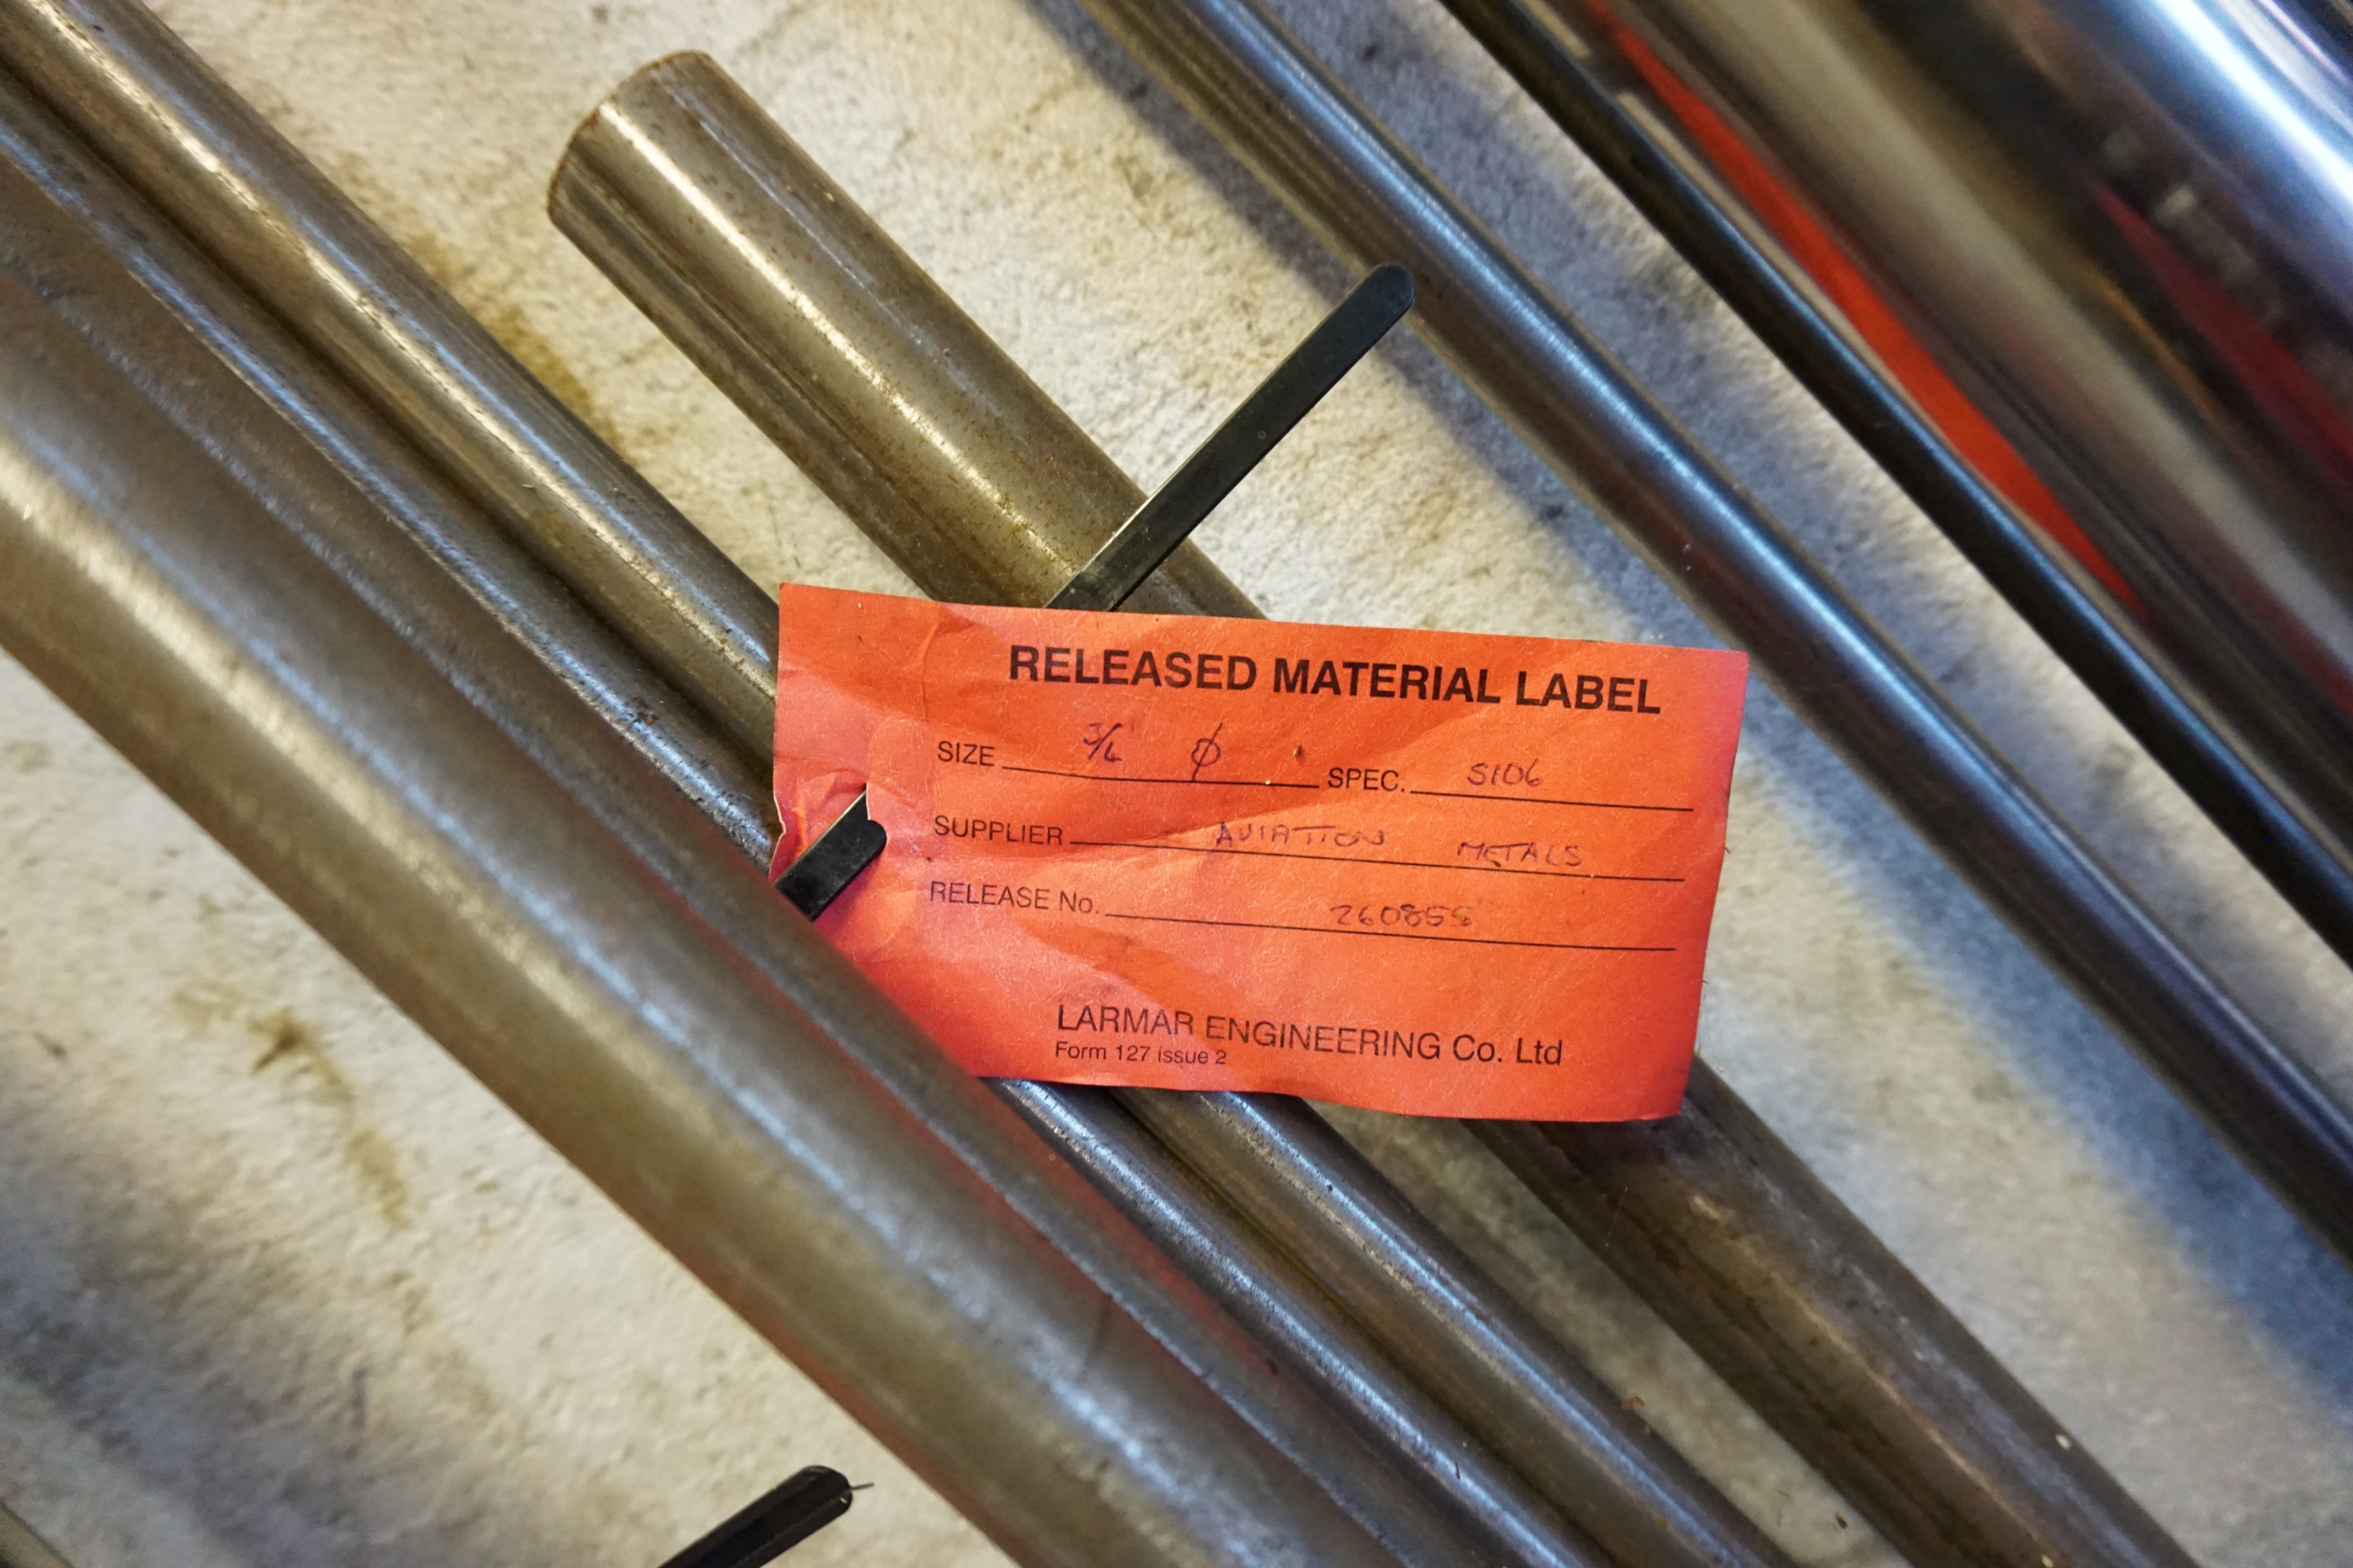 RELEASED MATERIAL LABEL
SIZE 3/4" ϕ SPEC. S106
SUPPLIER AVIATION METALS
RELEASE No. 260855
LARMAR ENGINEERING Co. Ltd
Form 127 issue 2